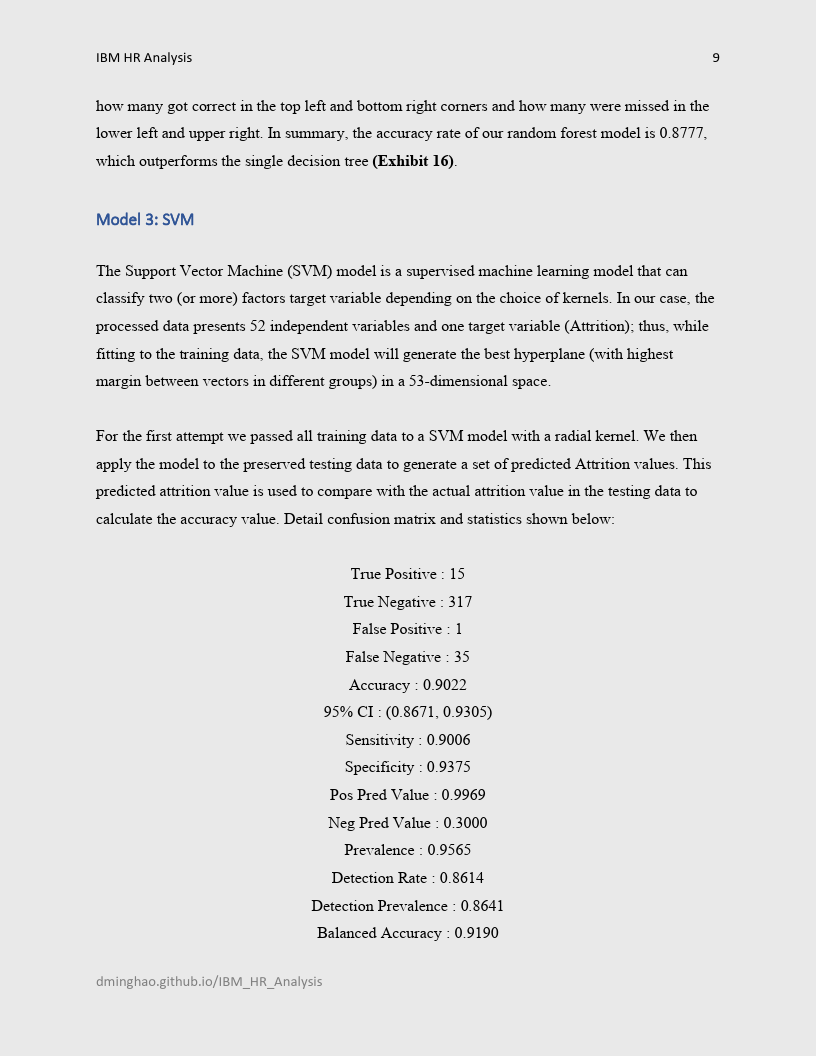 IBM HR Analysis 9
how many got correct in the top left and bottom right corners and how many were missed in the
lower left and upper right. In summary, the accuracy rate of our random forest model is 0.8777,
which outperforms the single decision tree (Exhibit 16).
Model 3: SVM
The Support Vector Machine (SVM) model is a supervised machine learning model that can
classify two (or more) factors target variable depending on the choice of kernels. In our case, the
processed data presents 52 independent variables and one target variable (Attrition); thus, while
fitting to the training data, the SVM model will generate the best hyperplane (with highest
margin between vectors in different groups) in a 53-dimensional space.
For the first attempt we passed all training data to a SVM model with a radial kernel. We then
apply the model to the preserved testing data to generate a set of predicted Attrition values. This
predicted attrition value is used to compare with the actual attrition value in the testing data to
calculate the accuracy value. Detail confusion matrix and statistics shown below:
True Positive : 15
True Negative : 317
False Positive : 1
False Negative : 35
Accuracy : 0.9022
95% CI : (0.8671, 0.9305)
Sensitivity : 0.9006
Specificity : 0.9375
Pos Pred Value : 0.9969
Neg Pred Value : 0.3000
Prevalence : 0.9565
Detection Rate : 0.8614
Detection Prevalence : 0.8641
Balanced Accuracy : 0.9190
dminghao.github.io/IBM_HR_Analysis